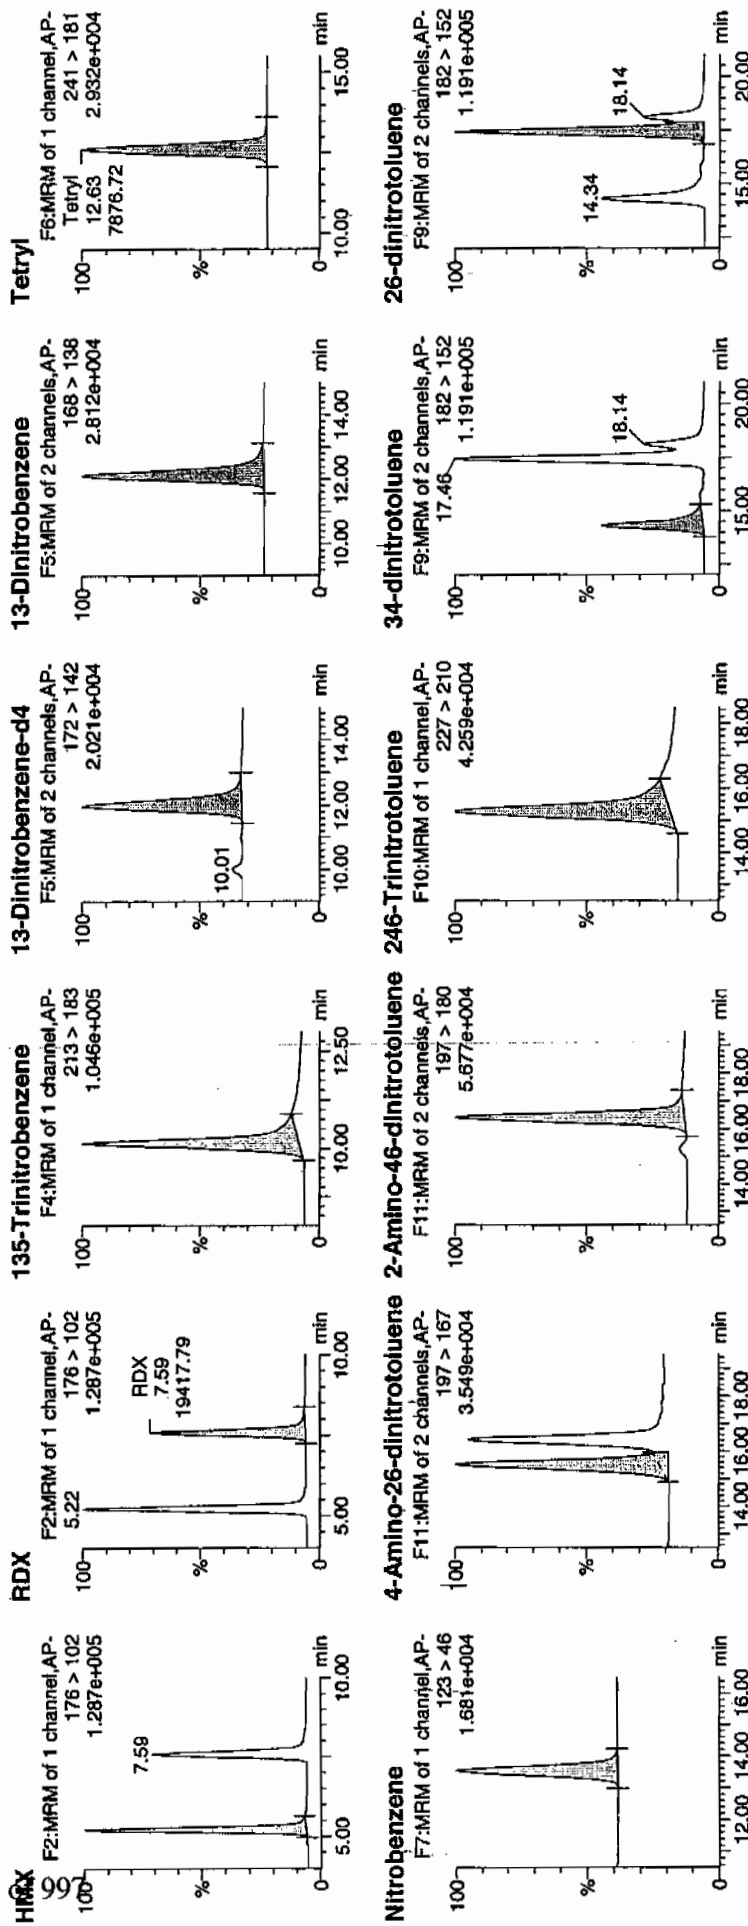 HMX
997
F2:MRM of 1 channel,AP-
176 > 102
1.287e+005
100
%
0
7.59
5.00
10.00
min
RDX
F2:MRM of 1 channel,AP-
176 > 102
1.287e+005
100
5.22
RDX
7.59
19417.79
%
0
5.00
10.00
min
135-Trinitrobenzene
F4:MRM of 1 channel,AP-
213 > 183
1.046e+005
100
%
0
10.00
12.50
min
13-Dinitrobenzene-d4
F5:MRM of 2 channels,AP-
172 > 142
2.021e+004
100
%
10.01
0
10.00
12.00
14.00
min
13-Dinitrobenzene
F5:MRM of 2 channels,AP-
168 > 138
2.812e+004
100
%
0
10.00
12.00
14.00
min
Tetryl
F6:MRM of 1 channel,AP-
241 > 181
2.932e+004
100
Tetryl
12.63
7876.72
%
0
10.00
15.00
min
Nitrobenzene
F7:MRM of 1 channel,AP-
123 > 46
1.681e+004
100
%
0
12.00
14.00
16.00
min
4-Amino-26-dinitrotoluene
F11:MRM of 2 channels,AP-
197 > 167
3.549e+004
100
%
0
14.00
16.00
18.00
min
2-Amino-46-dinitrotoluene
F11:MRM of 2 channels,AP-
197 > 180
5.677e+004
100
%
0
14.00
16.00
18.00
min
246-Trinitrotoluene
F10:MRM of 1 channel,AP-
227 > 210
4.259e+004
100
%
0
14.00
16.00
18.00
min
34-dinitrotoluene
F9:MRM of 2 channels,AP-
182 > 152
1.191e+005
100
17.46
%
18.14
0
15.00
20.00
min
26-dinitrotoluene
F9:MRM of 2 channels,AP-
182 > 152
1.191e+005
100
%
14.34
18.14
0
15.00
20.00
min